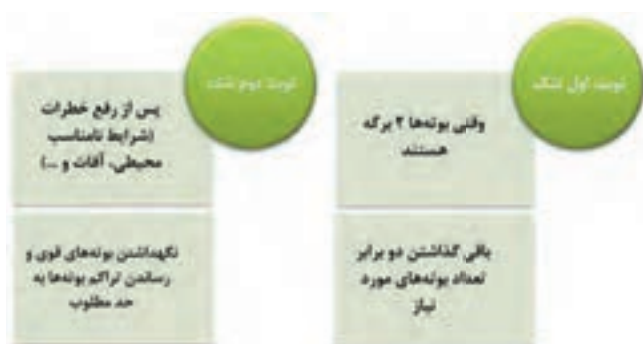 نوبت اول تنک
وقتی بوته‌ها ۴ برگه
هستند
باقی گذاشتن دو برابر
تعداد بوته‌های مورد
نیاز
نوبت دوم تنک
پس از رفع خطرات
(شرایط نامناسب
محیطی، آفات و ...)
نگهداشتن بوته‌های قوی و
رساندن تراکم بوته‌ها به
حد مطلوب